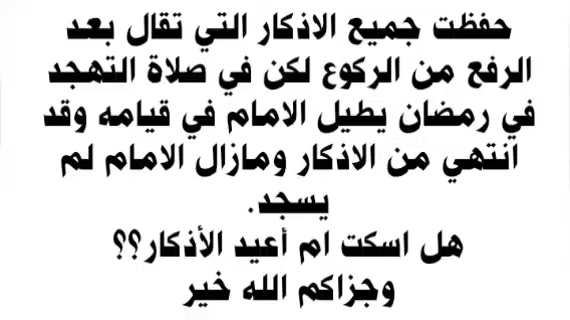 حفظت جميع الاذكار التي تقال بعد
الرفع من الركوع لكن في صلاة التهجد
في رمضان يطيل الامام في قيامه وقد
انتهي من الاذكار ومازال الامام لم
يسجد.
هل اسكت ام أعيد الأذكار؟؟
وجزاكم الله خير